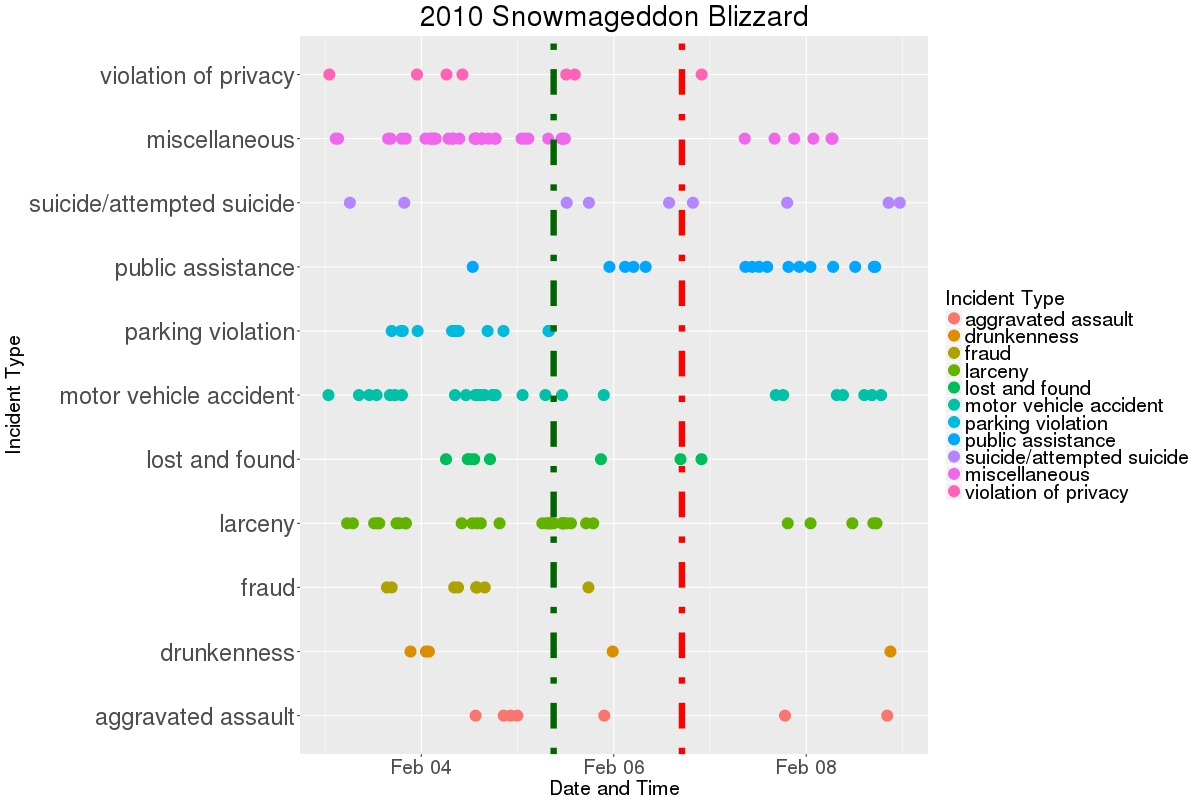 2010 Snowmageddon Blizzard
violation of privacy
miscellaneous
suicide/attempted suicide
public assistance
parking violation
motor vehicle accident
lost and found
larceny
fraud
drunkenness
aggravated assault
Incident Type
Feb 04
Feb 06
Feb 08
Date and Time
Incident Type
aggravated assault
drunkenness
fraud
larceny
lost and found
motor vehicle accident
parking violation
public assistance
suicide/attempted suicide
miscellaneous
violation of privacy